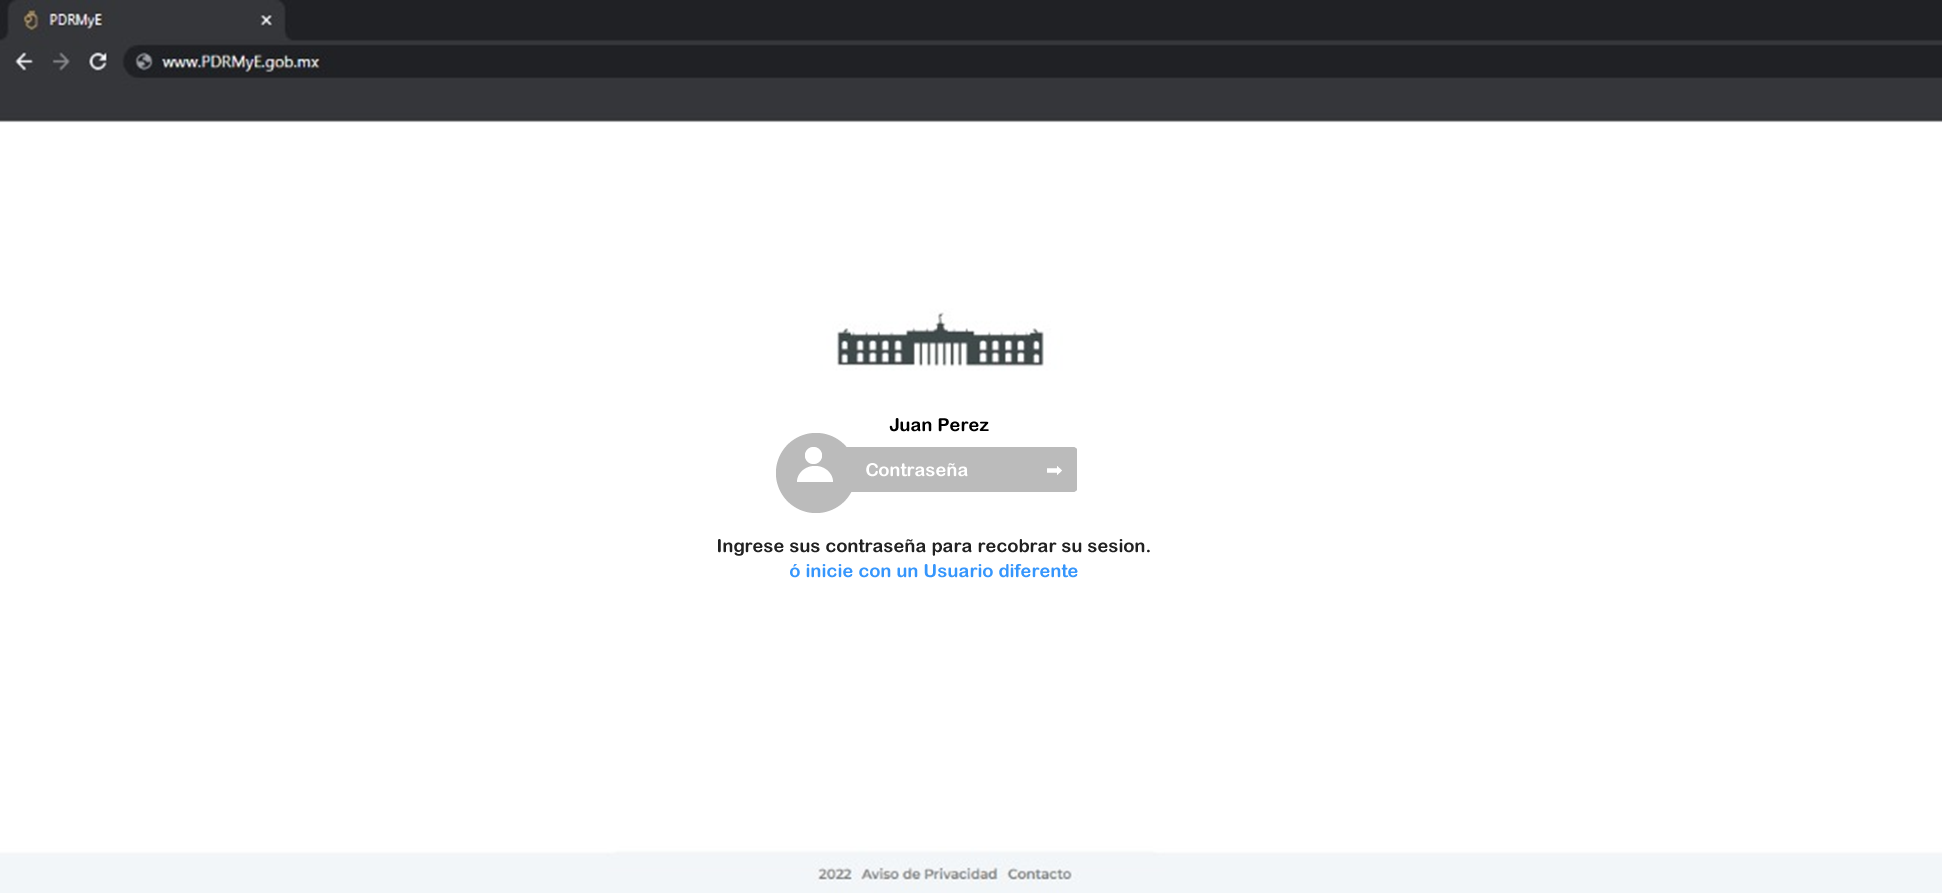 PDRMyE
www.PDRMyE.gob.mx
Juan Perez
Contraseña
Ingrese sus contraseña para recobrar su sesion.
ó inicie con un Usuario diferente
2022 Aviso de Privacidad Contacto